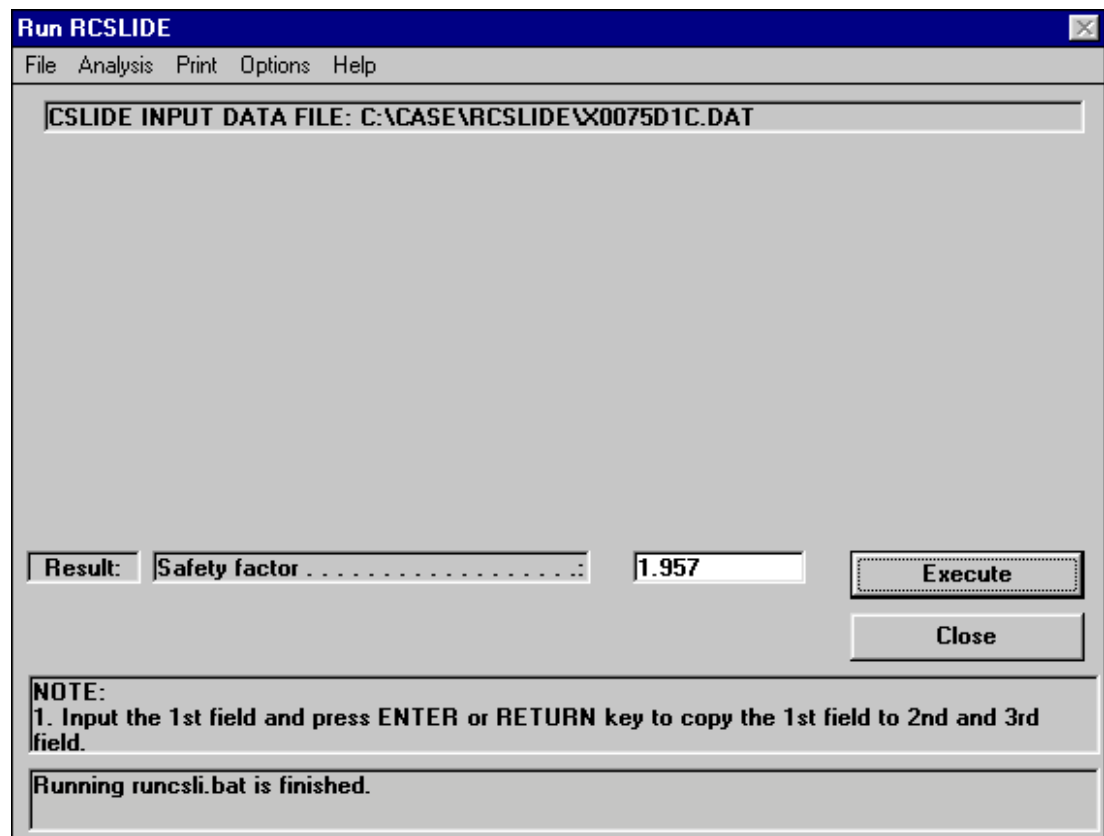 Run RCSLIDE
File Analysis Print Options Help
CSLIDE INPUT DATA FILE: C:\CASE\RCSLIDE\X0075D1C.DAT
Result: Safety factor . . . . . . . . . . . . . . . . . .: 1.957 Execute
Close
NOTE:
1. Input the 1st field and press ENTER or RETURN key to copy the 1st field to 2nd and 3rd
field.
Running runcsli.bat is finished.